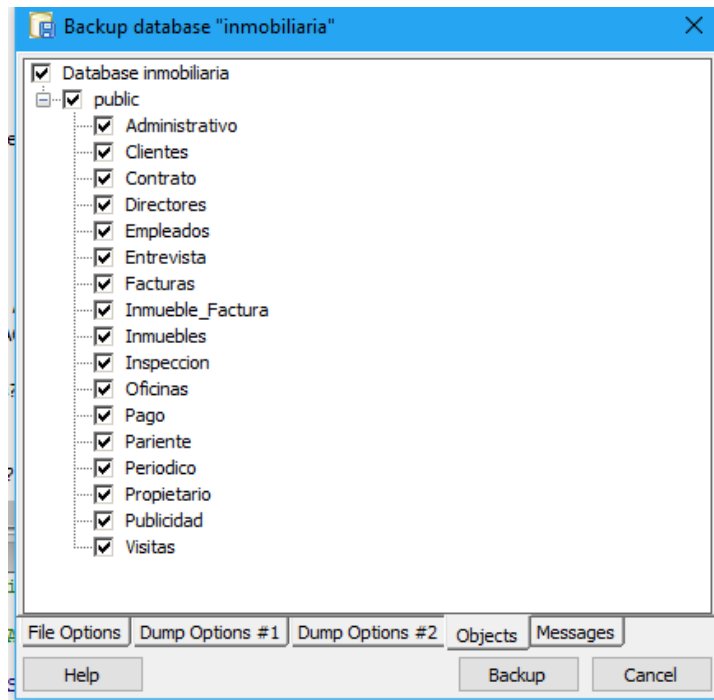 Backup database "inmobiliaria"
Database inmobiliaria
public
Administrativo
Clientes
Contrato
Directores
Empleados
Entrevista
Facturas
Inmueble_Factura
Inmuebles
Inspeccion
Oficinas
Pago
Pariente
Periodico
Propietario
Publicidad
Visitas
File Options Dump Options #1 Dump Options #2 Objects Messages
Help Backup Cancel